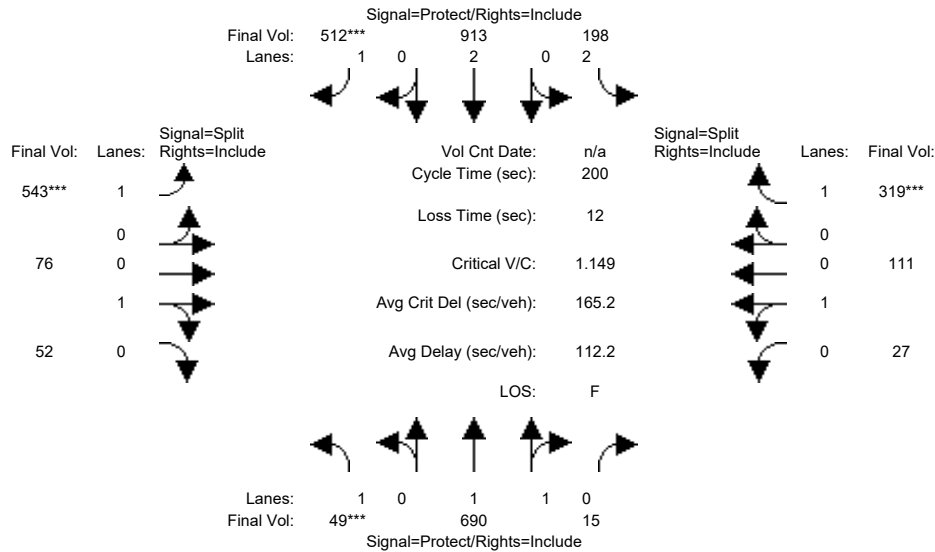 Signal=Protect/Rights=Include
Final Vol: 512*** 913 198
Lanes: 1 0 2 0 2
Signal=Split
Final Vol: Lanes: Rights=Include
Vol Cnt Date: n/a
Signal=Split
Rights=Include Lanes: Final Vol:
Cycle Time (sec): 200
543*** 1
1 319***
Loss Time (sec): 12
0
0
76 0
Critical V/C: 1.149
0 111
1
Avg Crit Del (sec/veh): 165.2
1
52 0
Avg Delay (sec/veh): 112.2
0 27
LOS: F
Lanes: 1 0 1 1 0
Final Vol: 49*** 690 15
Signal=Protect/Rights=Include